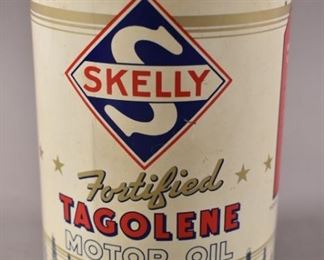 S
SKELLY
Fortified
TAGOLENE
MOTOR OIL